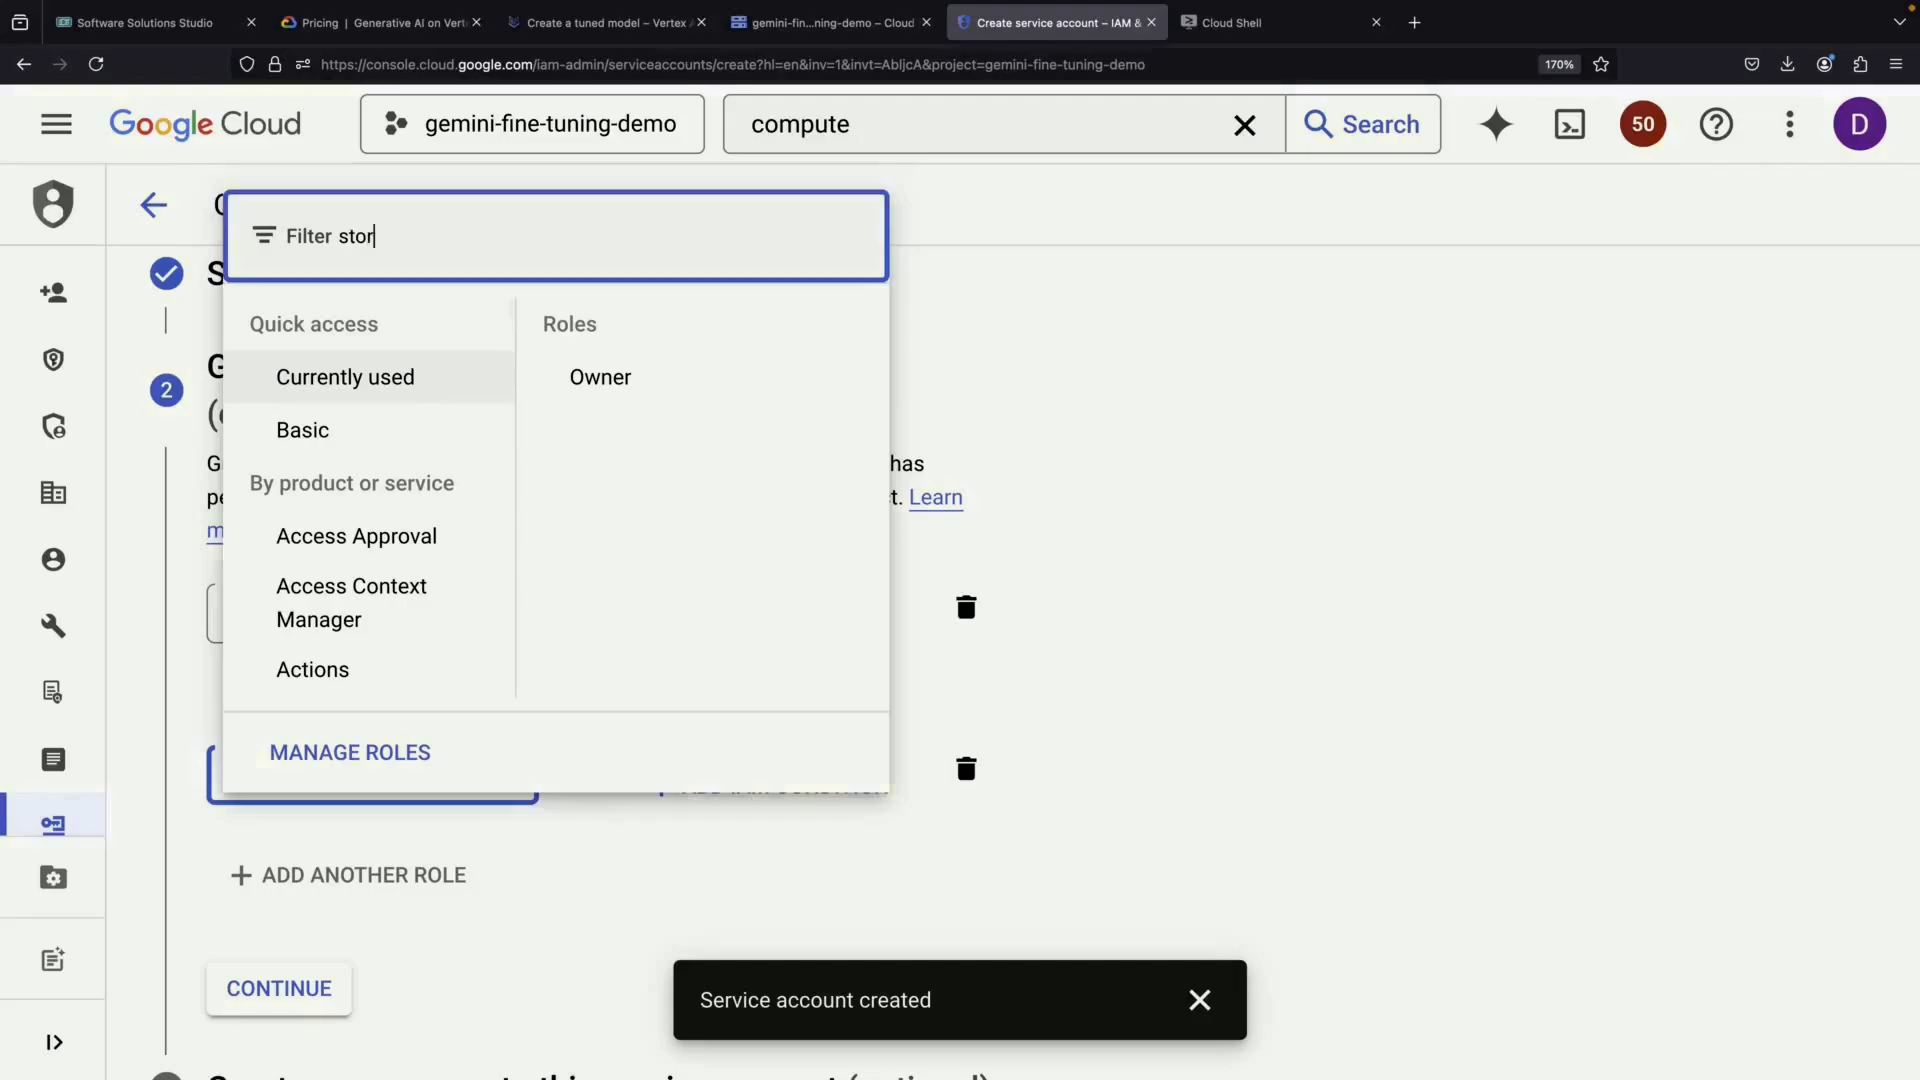 Software Solutions Studio
Pricing | Generative AI on Vert
Create a tuned model – Vertex
gemini-fin...ning-demo – Cloud
Create service account – IAM &
Cloud Shell
https://console.cloud.google.com/iam-admin/serviceaccounts/create?hl=en&inv=1&invt=AbljcA&project=gemini-fine-tuning-demo
170%
Google Cloud
gemini-fine-tuning-demo
compute
Search
50
D
Filter stor
S
Quick access
Roles
Currently used
Owner
2
G
Basic
By product or service
G
has
pe
t. Learn
m
Access Approval
Access Context
Manager
Actions
MANAGE ROLES
ADD ANOTHER ROLE
CONTINUE
Service account created